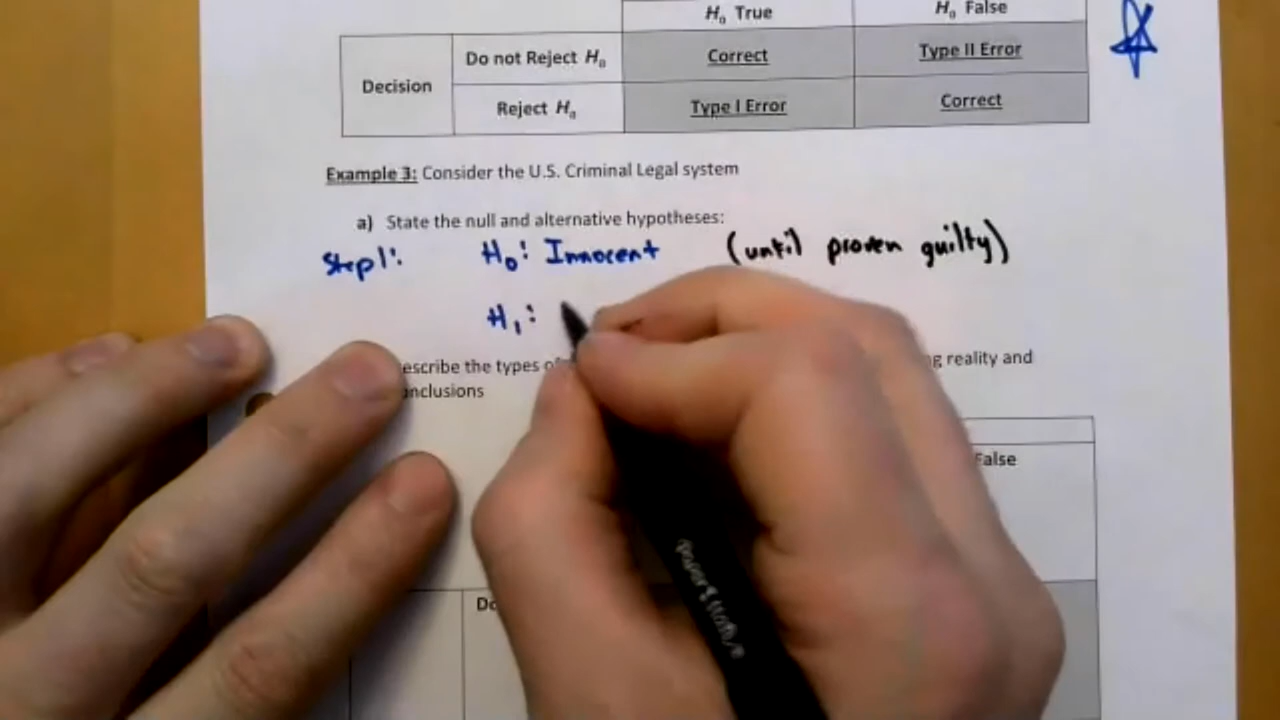 H₀ True H₀ False
Decision Do not Reject H₀ Correct Type II Error
Reject H₀ Type I Error Correct
Example 3: Consider the U.S. Criminal Legal system
a) State the null and alternative hypotheses:
Step1: H₀: Innocent (until proven guilty)
H₁:
escribe the types of g reality and
nclusions
False
Do